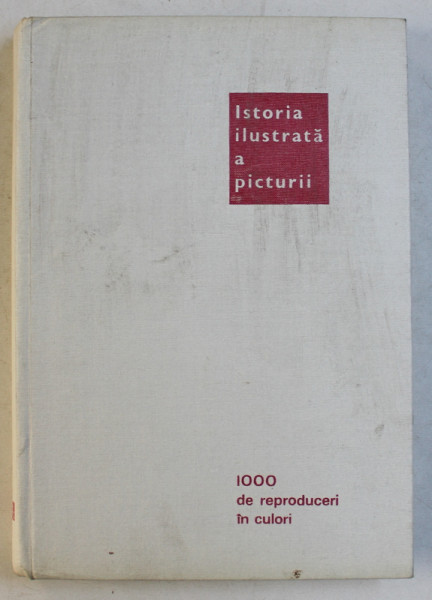 Istoria
ilustrată
a
picturii
1000
de reproduceri
în culori